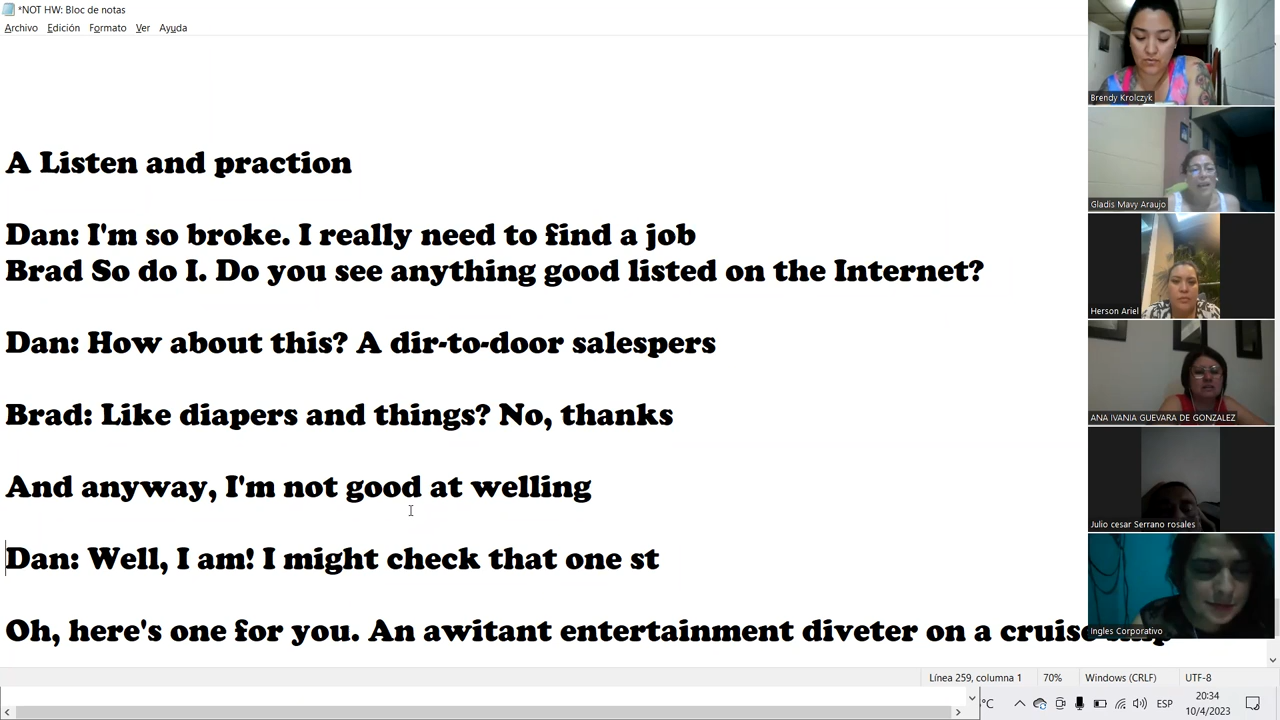 *NOT HW: Bloc de notas
Archivo Edición Formato Ver Ayuda
A Listen and praction
Dan: I'm so broke. I really need to find a job
Brad So do I. Do you see anything good listed on the Internet?
Dan: How about this? A dir-to-door salespers
Brad: Like diapers and things? No, thanks
And anyway, I'm not good at welling
Dan: Well, I am! I might check that one st
Oh, here's one for you. An awitant entertainment diveter on a cruise
Brendy Krolczyk
Gladis Mavy Araujo
Herson Ariel
ANA IVANIA GUEVARA DE GONZALEZ
Julio cesar Serrano rosales
Ingles Corporativo
Línea 259, columna 1 70% Windows (CRLF) UTF-8
°C ESP 20:34
10/4/2023